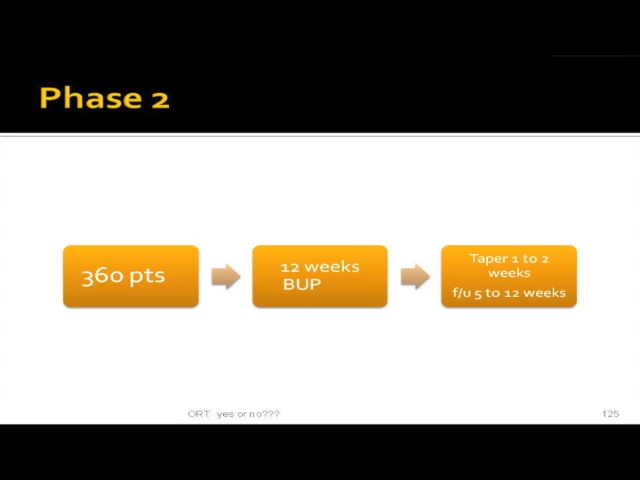 Phase 2
360 pts
12 weeks
BUP
Taper 1 to 2
weeks
f/u 5 to 12 weeks
ORT: yes or no???
125